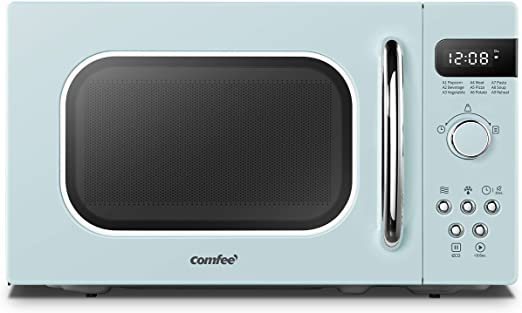 12:08
A1 Popcorn A4 Meat A7 Pasta
A2 Beverage A5 Pizza A8 Soup
A3 Vegetable A6 Potato A9 Reheat
comfee'
ECO